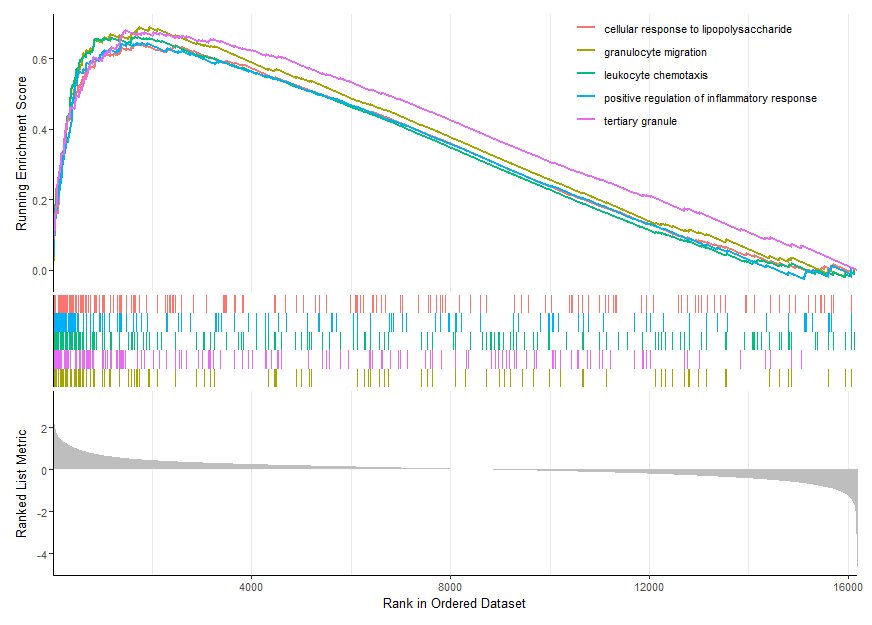 cellular response to lipopolysaccharide
granulocyte migration
leukocyte chemotaxis
positive regulation of inflammatory response
tertiary granule
Running Enrichment Score
0.6
0.4
0.2
0.0
Ranked List Metric
2
0
-2
-4
4000 8000 12000 16000
Rank in Ordered Dataset